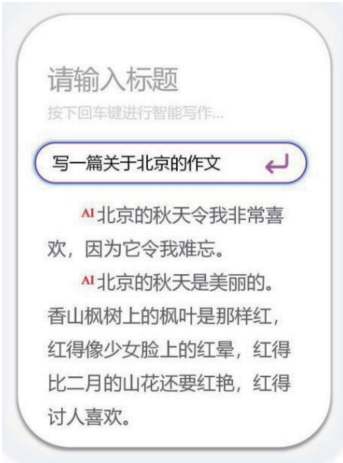 请输入标题
按下回车键进行智能写作...
写一篇关于北京的作文
AI北京的秋天令我非常喜
欢，因为它令我难忘。
AI北京的秋天是美丽的。
香山枫树上的枫叶是那样红，
红得像少女脸上的红晕，红得
比二月的山花还要红艳，红得
讨人喜欢。